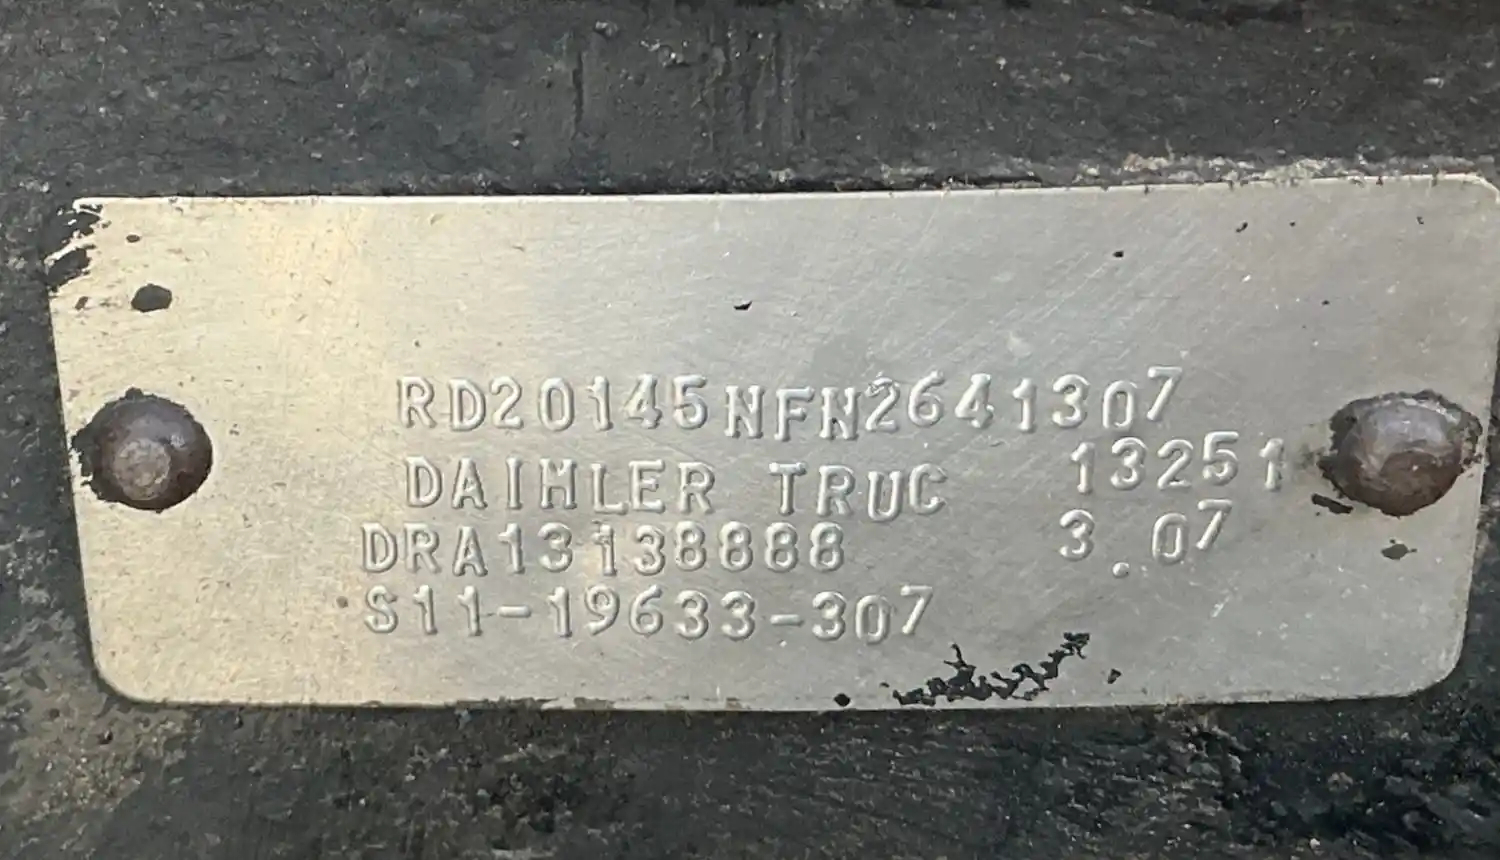 RD20145NFN2641307
DAIHLER TRUC 13251
DRA13138888 3.07
S11-19633-307